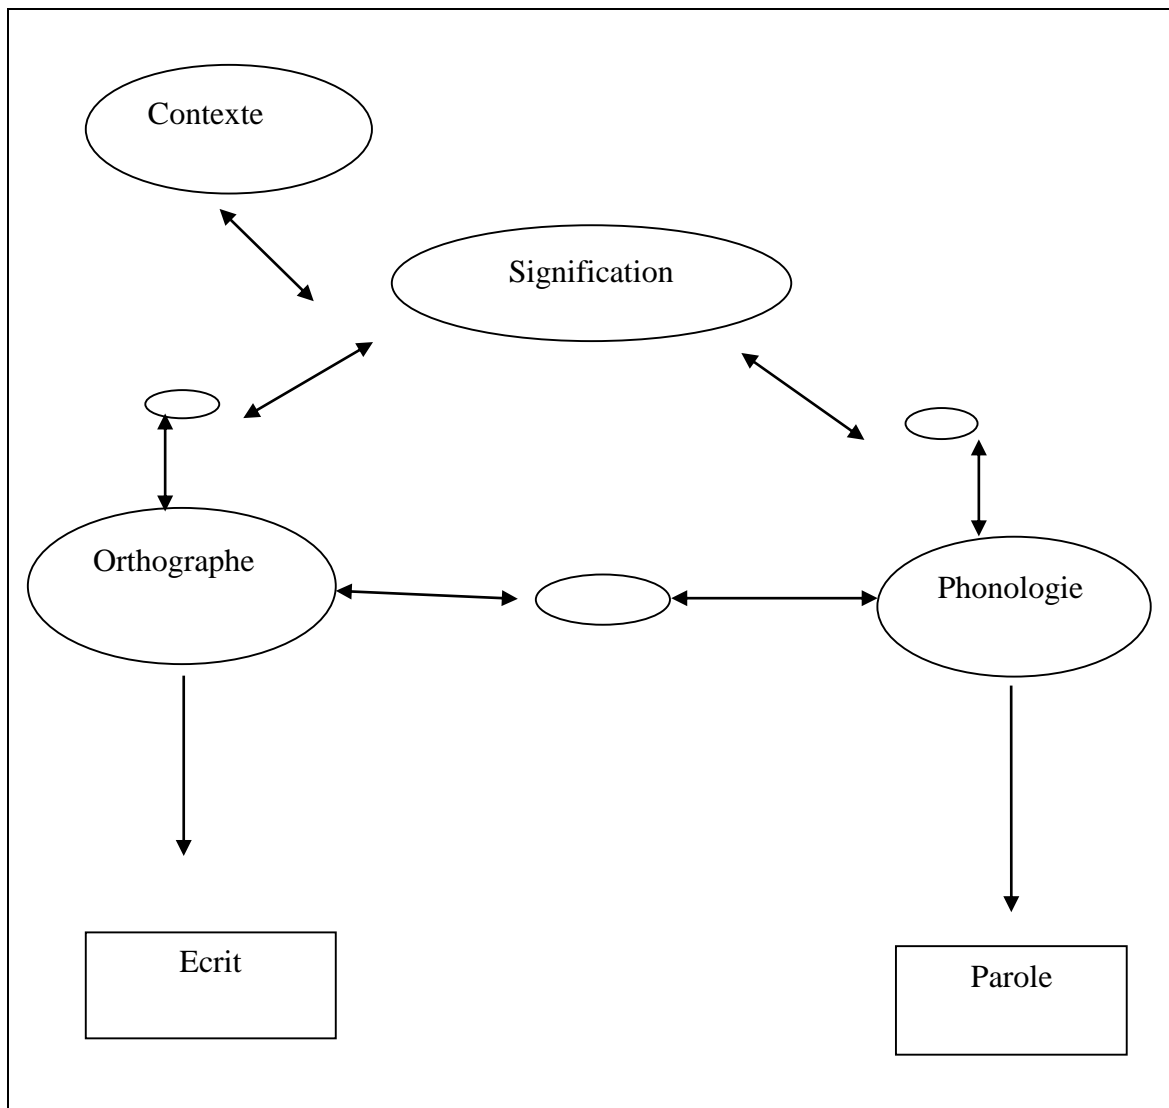 Contexte
Signification
Orthographe
Phonologie
Ecrit
Parole